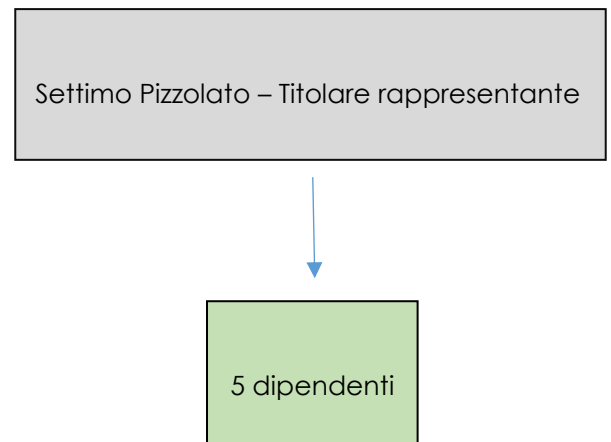 Settimo Pizzolato – Titolare rappresentante
5 dipendenti